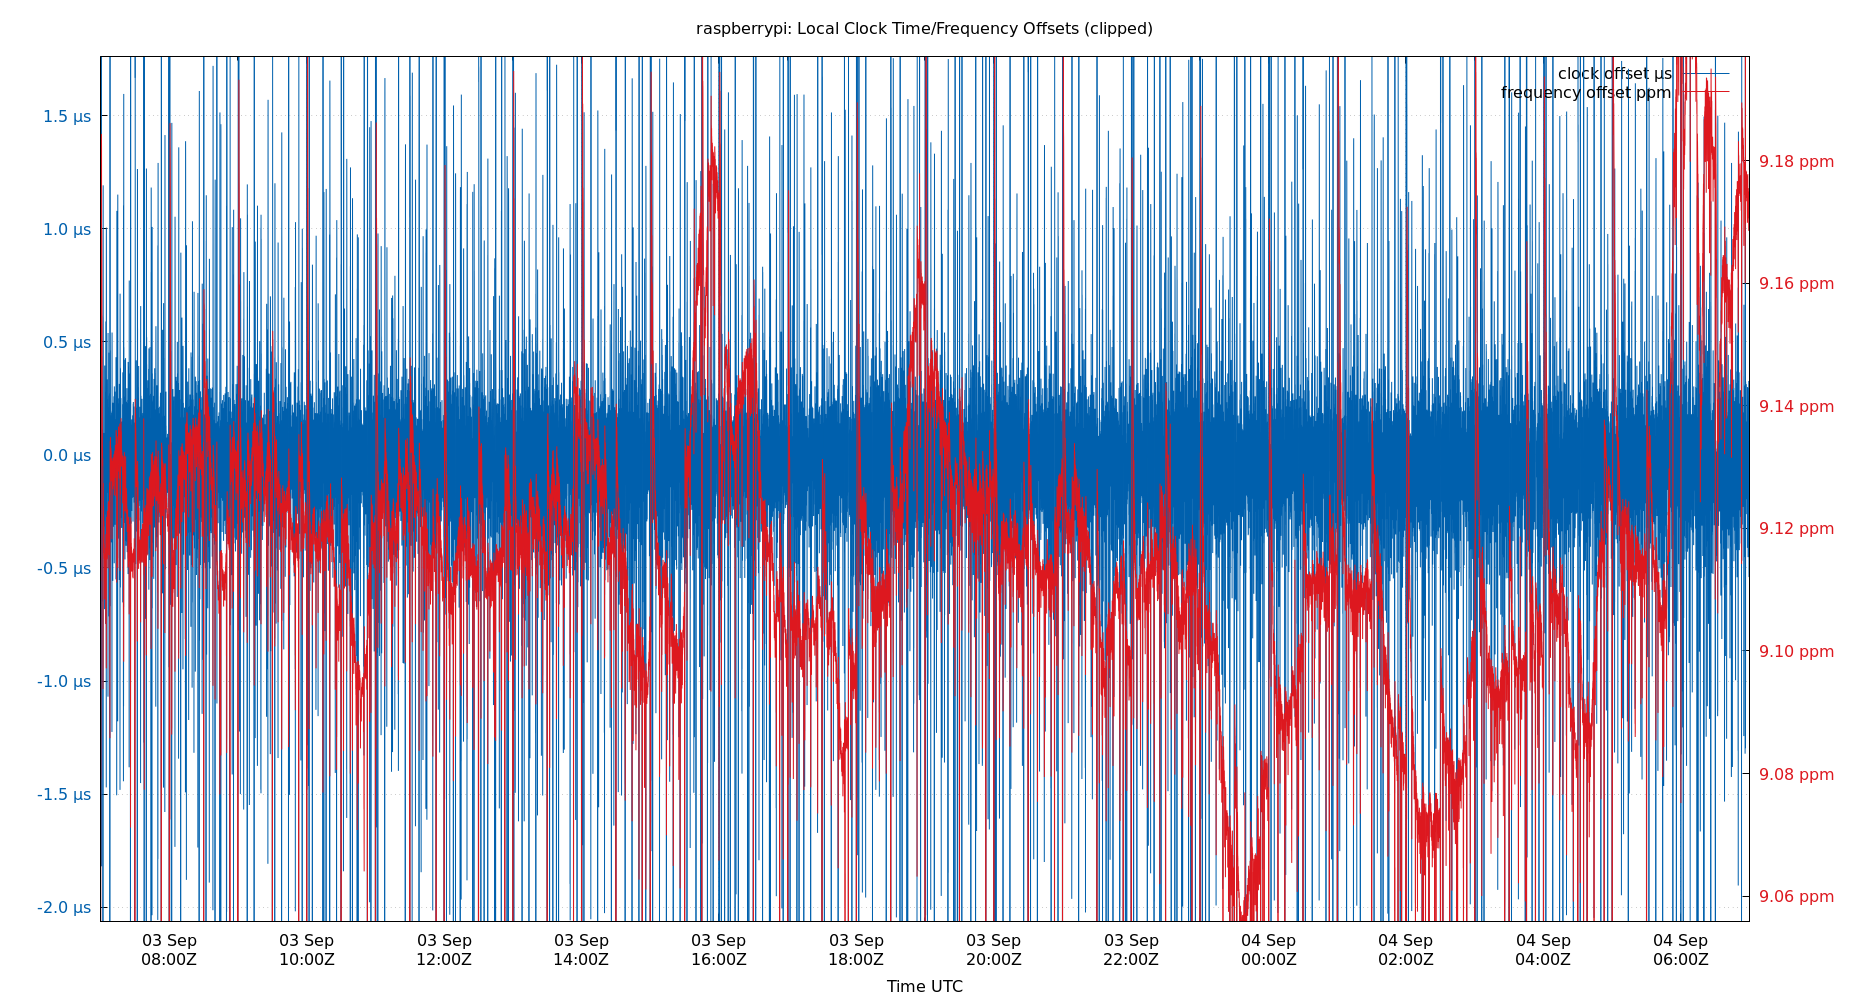 raspberrypi: Local Clock Time/Frequency Offsets (clipped)
clock offset µs
frequency offset ppm
1.5 µs
1.0 µs
0.5 µs
0.0 µs
-0.5 µs
-1.0 µs
-1.5 µs
-2.0 µs
9.18 ppm
9.16 ppm
9.14 ppm
9.12 ppm
9.10 ppm
9.08 ppm
9.06 ppm
03 Sep 03 Sep 03 Sep 03 Sep 03 Sep 03 Sep 03 Sep 03 Sep 04 Sep 04 Sep 04 Sep 04 Sep
08:00Z 10:00Z 12:00Z 14:00Z 16:00Z 18:00Z 20:00Z 22:00Z 00:00Z 02:00Z 04:00Z 06:00Z
Time UTC